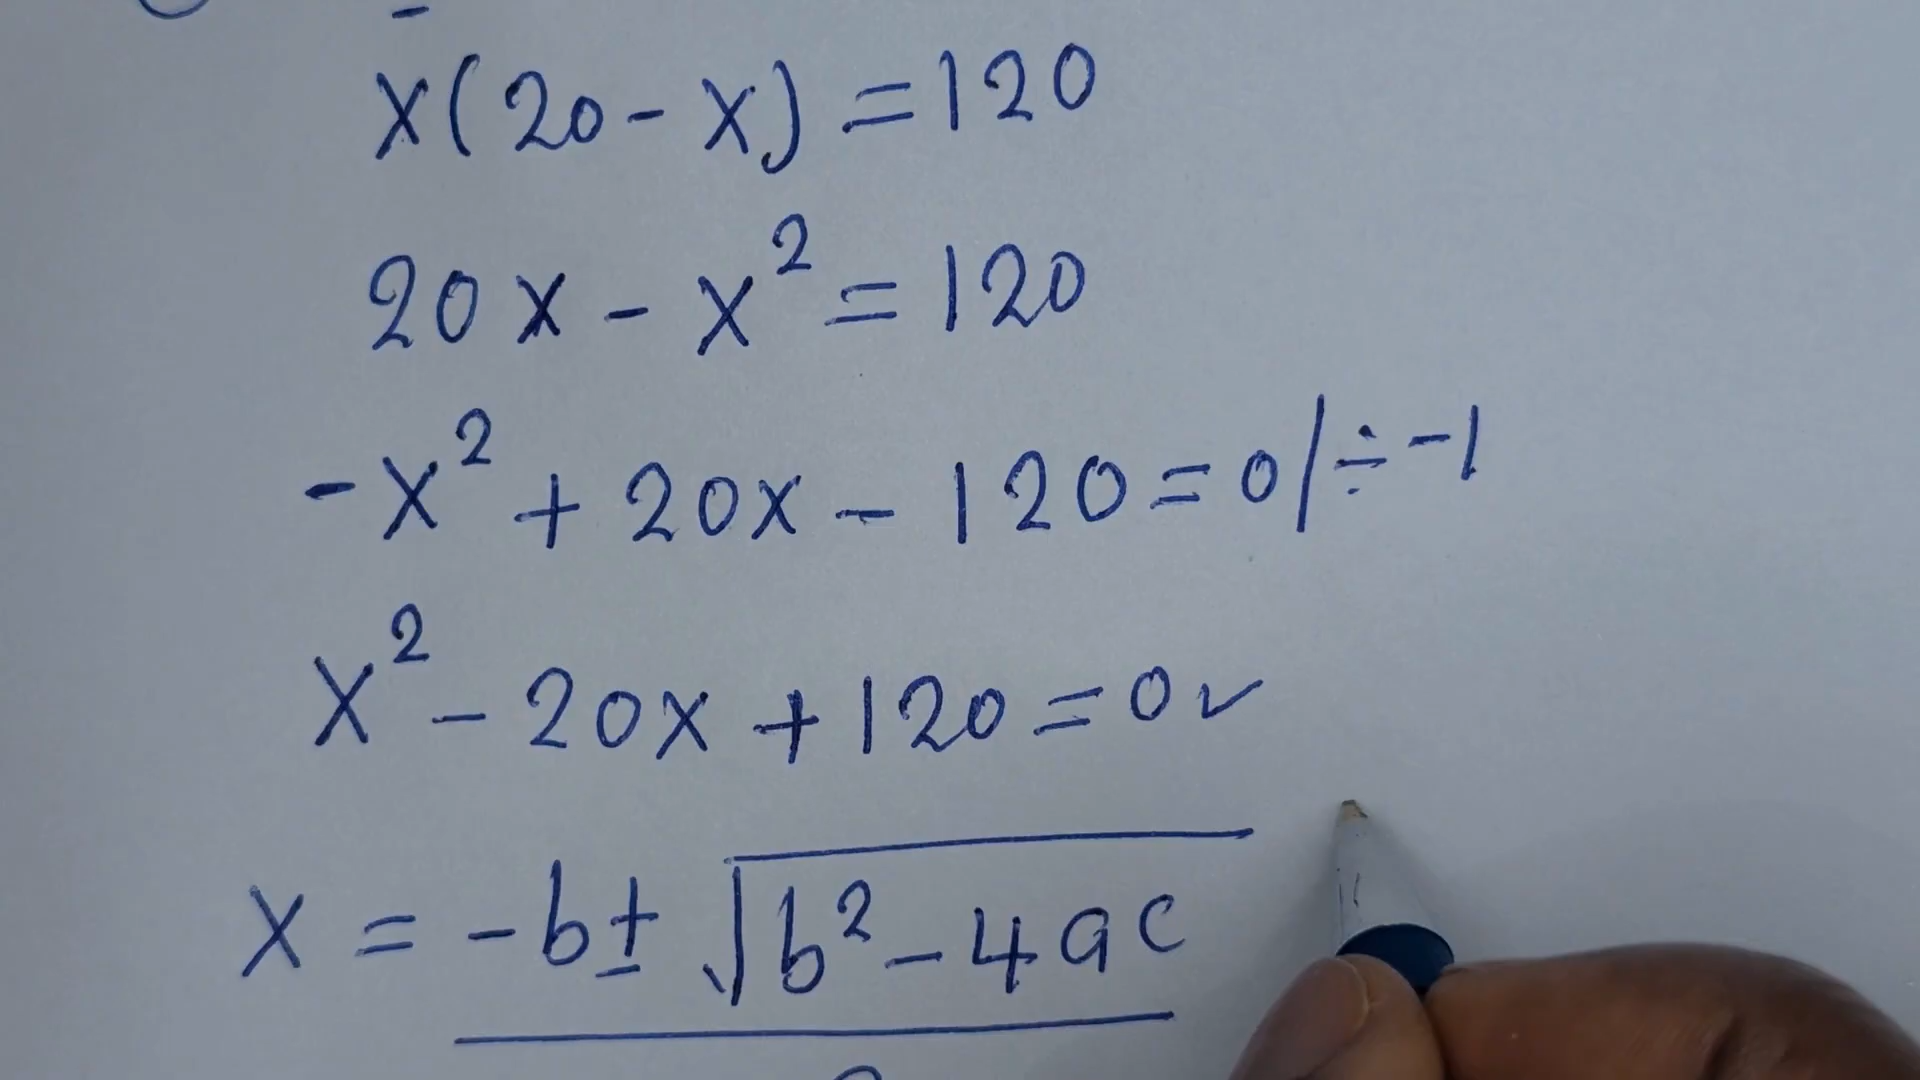 x(20 - x) = 120
20x - x² = 120
-x² + 20x - 120 = 0 / ÷ -1
x² - 20x + 120 = 0 ✓
x = -b ± √b² - 4ac